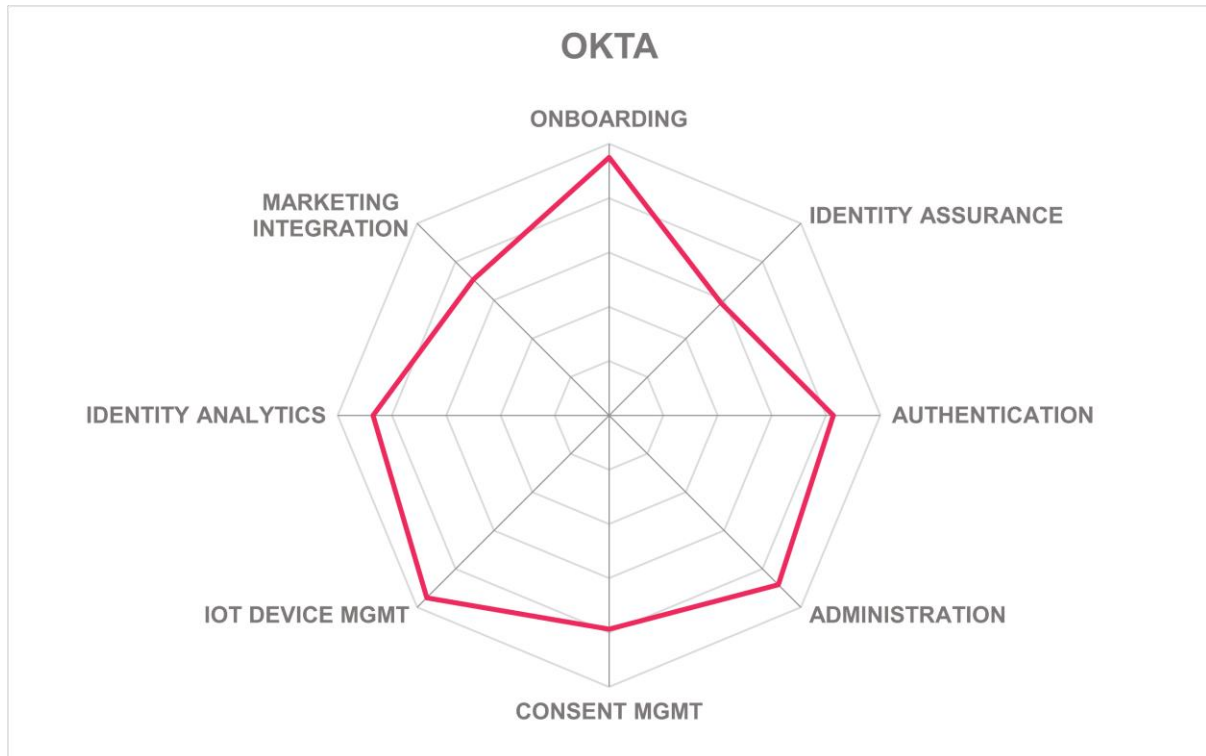 OKTA
ONBOARDING
MARKETING
INTEGRATION
IDENTITY ASSURANCE
IDENTITY ANALYTICS
AUTHENTICATION
IOT DEVICE MGMT
ADMINISTRATION
CONSENT MGMT